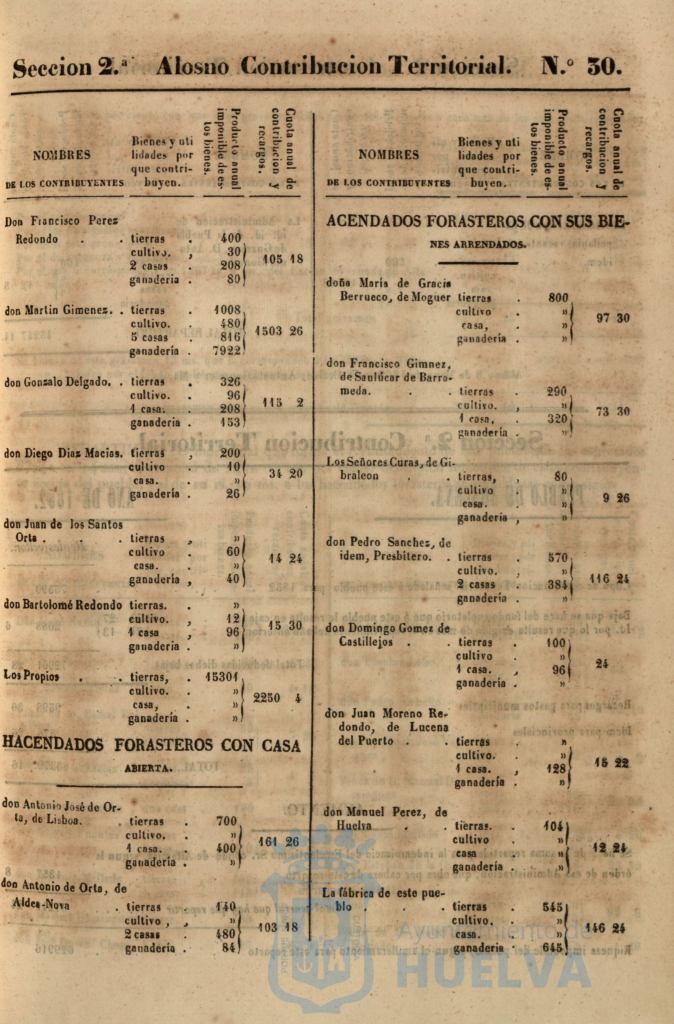 Seccion 2.ª Alosno Contribucion Territorial. N.º 30.
NOMBRES
DE LOS CONTRIBUYENTES
Bienes y uti
lidades por
que contri-
buyen.
Producto anual
imponible de es-
tos bienes.
Cuota anual de
contribucion y
recargos.
Don Francisco Perez
Redondo . . tierras . 400
cultivo. , 30
2 casas . 208
ganaderia . 80
105 18
don Martin Gimenez. . tierras . 1008
cultivo. . 480
5 casas . 816
ganadería . 7922
1503 26
don Gonzalo Delgado. . tierras . 326
cultivo. . 96
1 casa. . 208
ganaderia . 153
115 2
don Diego Diaz Macias. tierras , 200
cultivo . 10
casa. . »
ganadería . 26
34 20
don Juan de los Santos
Orta . . . tierras , »
cultivo . 60
casa. . »
ganadería , 40
14 24
don Bartolomé Redondo tierras. . »
cultivo. , 12
1 casa , 96
ganaderia . »
15 30
Los Propios . . tierras, . 15301
cultivo. . »
casa, . »
ganadería . »
2250 4
HACENDADOS FORASTEROS CON CASA
ABIERTA.
don Antonio José de Or-
ta, de Lisboa. . tierras . 700
cultivo. . »
1 casa. . 400
ganaderia . »
161 26
don Antonio de Orta, de
Aldea-Nova . tierras . 140
cultivo , , »
2 casas . 480
ganadería . 84
103 18
NOMBRES
DE LOS CONTRIBUYENTES
Bienes y uti
lidades por
que contri-
buyen.
Producto anual
imponible de es-
tos bienes.
Cuota anual de
contribucion y
recargos.
ACENDADOS FORASTEROS CON SUS BIE-
NES ARRENDADOS.
doña María de Gracia
Berrueco, de Moguer tierras . 800
cultivo . »
casa, . »
ganadería . »
97 30
don Francisco Gimnez,
de Sanlúcar de Barra-
meda. . . tierras . 290
cultivo. , »
1 casa, . 320
ganadería . »
73 30
Los Señores Curas, de Gi-
braleon . . tierras, , 80
cultivo . »
casa. . »
ganaderia , »
9 26
don Pedro Sanchez, de
idem, Presbítero. . tierras . 570
cultivo. , »
2 casas . 384
ganadería . »
116 24
don Domingo Gomez de
Castillejos . . tierras . 100
cultivo . »
1 casa. . 96
ganadería . »
24
don Juan Moreno Re-
dondo, de Lucena
del Puerto . . tierras . »
cultivo. . »
1 casa. , 128
ganadería . »
15 22
don Manuel Perez, de
Huelva . . tierras. . 104
cultivo . »
casa . »
ganaderia . »
12 24
La fábrica de este pue-
blo . . . tierras . 545
cultivo. . »
casa. . »
ganaderia . 645
146 24
Ayuntamiento de
HUELVA